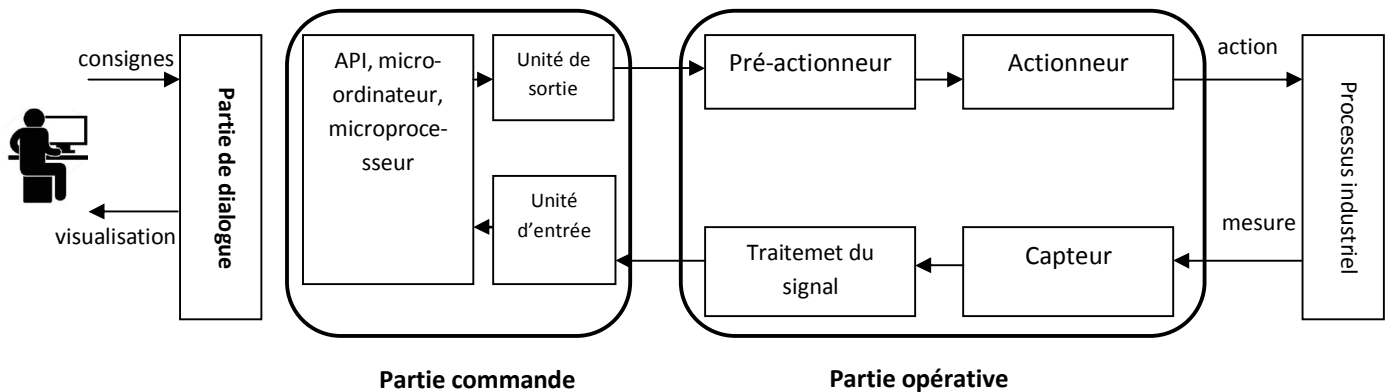 consignes
visualisation
Partie de dialogue
API, micro-
ordinateur,
microproce-
sseur
Unité de
sortie
Unité
d'entrée
Partie commande
Pré-actionneur
Actionneur
Traitemet du
signal
Capteur
Partie opérative
action
mesure
Processus industriel